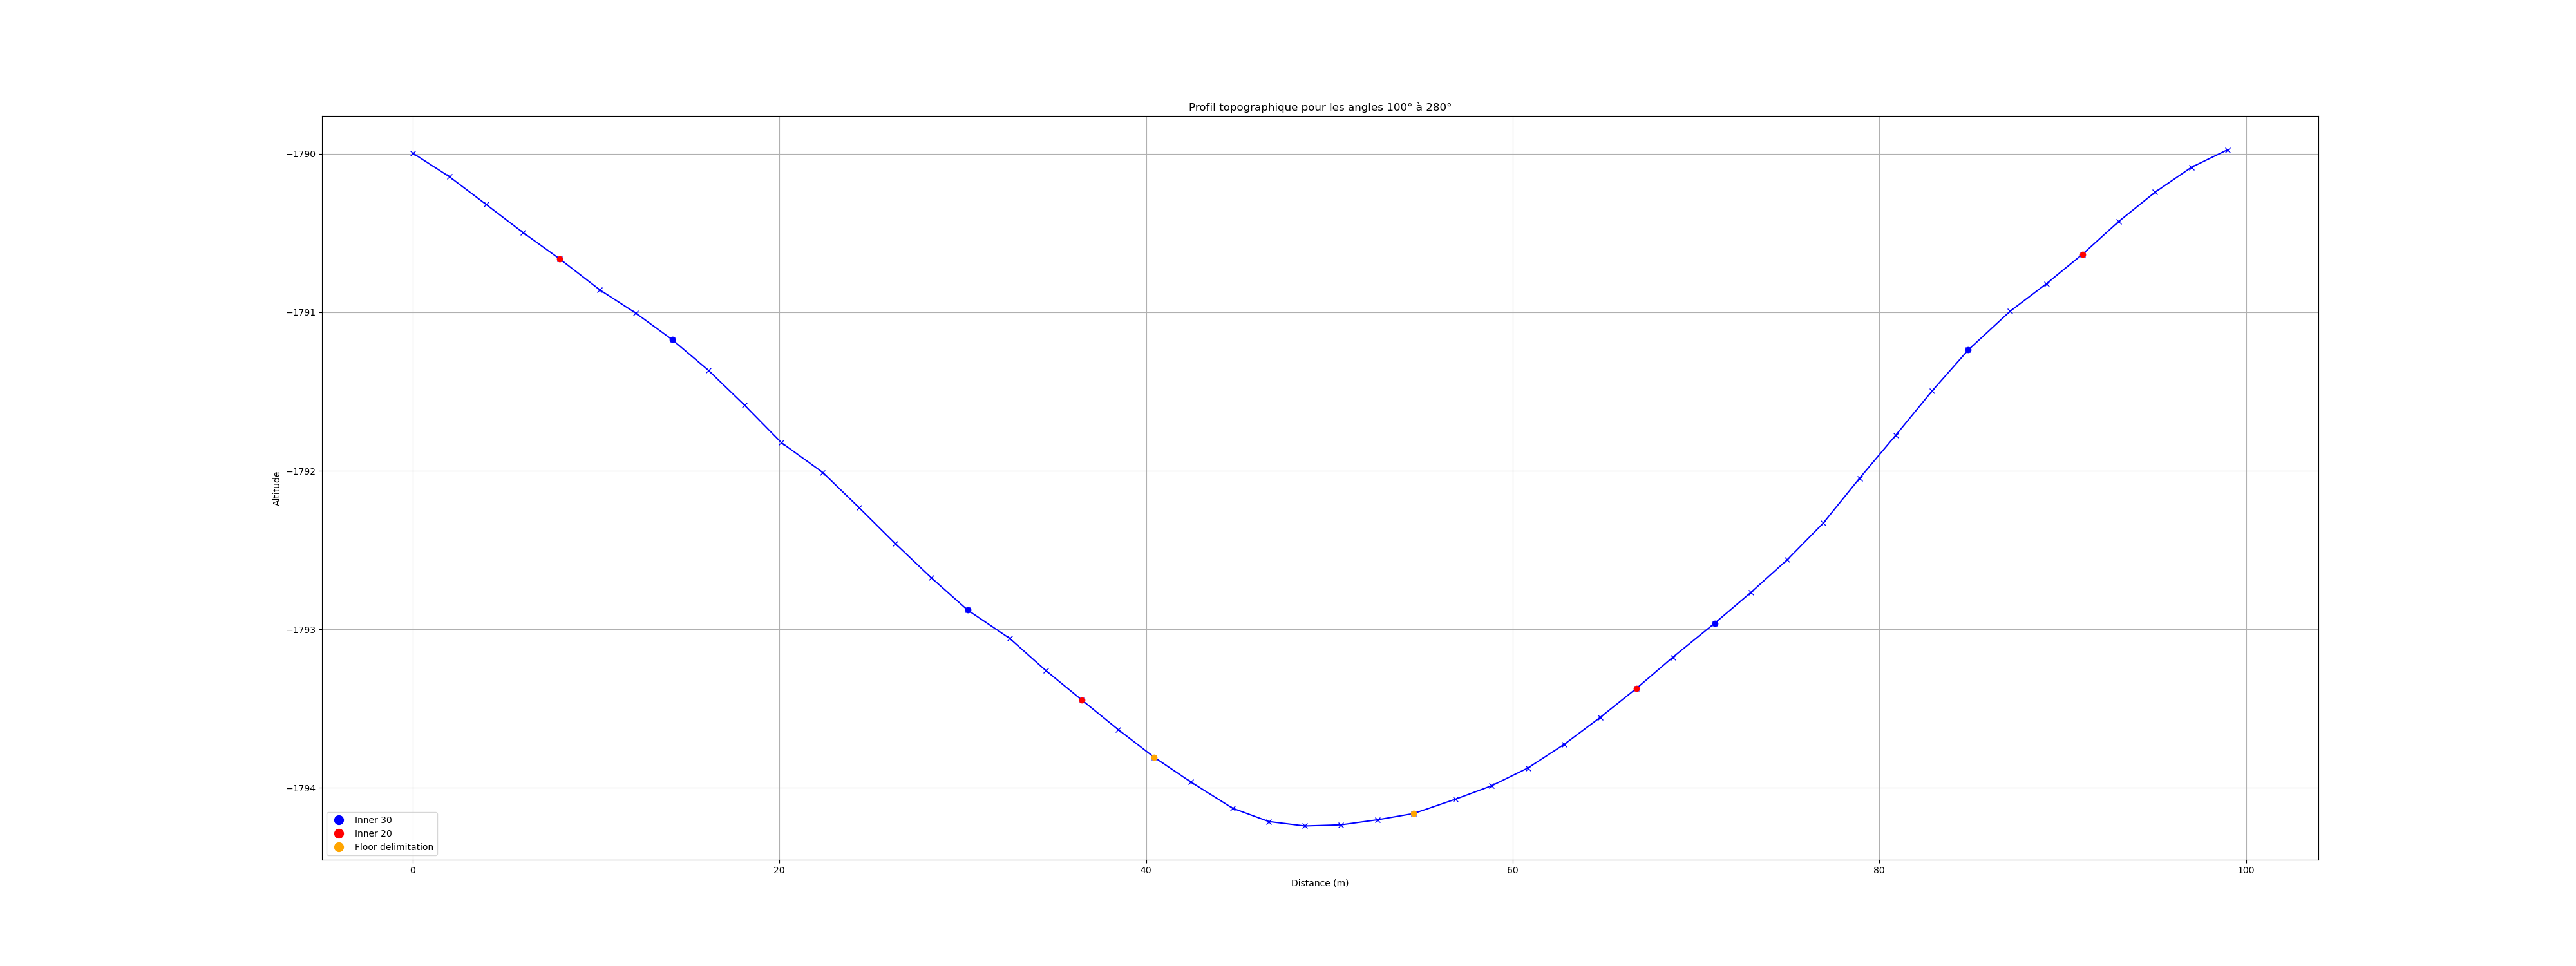 Profil topographique pour les angles 100° à 280°
−1790
−1791
−1792
−1793
−1794
Altitude
Inner 30
Inner 20
Floor delimitation
0
20
40
60
80
100
Distance (m)